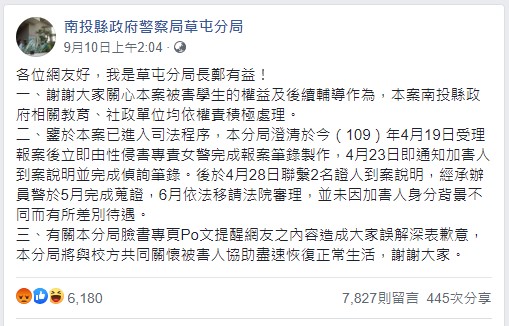 南投縣政府警察局草屯分局
9月10日上午2:04 ·
各位網友好，我是草屯分局長鄭有益！
一、謝謝大家關心本案被害學生的權益及後續輔導作為，本案南投縣政
府相關教育、社政單位均依權責積極處理。
二、鑒於本案已進入司法程序，本分局澄清於今（109）年4月19日受理
報案後立即由性侵害專責女警完成報案筆錄製作，4月23日即通知加害人
到案說明並完成偵詢筆錄。後於4月28日聯繫2名證人到案說明，經承辦
員警於5月完成蒐證，6月依法移請法院審理，並未因加害人身分背景不
同而有所差別待遇。
三、有關本分局臉書專頁Po文提醒網友之內容造成大家誤解深表歉意，
本分局將與校方共同關懷被害人協助盡速恢復正常生活，謝謝大家。
6,180 7,827則留言 445次分享